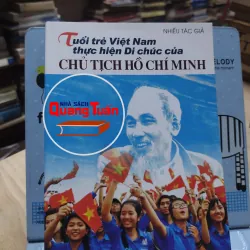 NHIỀU TÁC GIẢ
Tuổi trẻ Việt Nam
thực hiện Di chúc của
CHỦ TỊCH HỒ CHÍ MINH
NHÀ SÁCH
Quang Tuấn
ELODY